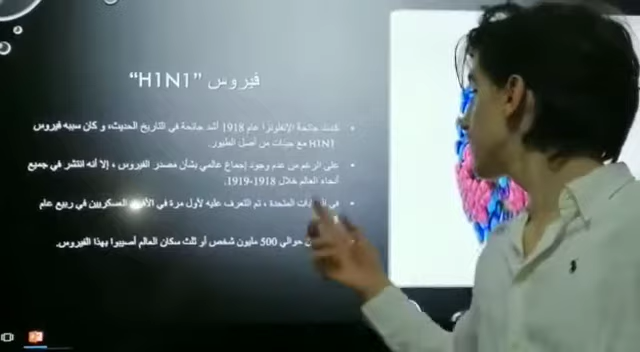 فيروس "H1N1"
كانت جائحة الإنفلونزا عام 1918 أشد جائحة في التاريخ الحديث، و كان سببه فيروس
H1N1 مع جينات من أصل الطيور.
على الرغم من عدم وجود إجماع عالمي بشأن مصدر الفيروس ، إلا أنه انتشر في جميع
أنحاء العالم خلال 1918-1919.
في المتحدة ، تم التعرف عليه لأول مرة في العسكريين في ربيع عام
حوالي 500 مليون شخص أو ثلث سكان العالم أصيبوا بهذا الفيروس.